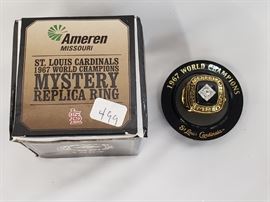 Ameren
MISSOURI
ST. LOUIS CARDINALS
1967 WORLD CHAMPIONS
MYSTERY
REPLICA RING
499
1967 WORLD CHAMPIONS
St. Louis Cardinals